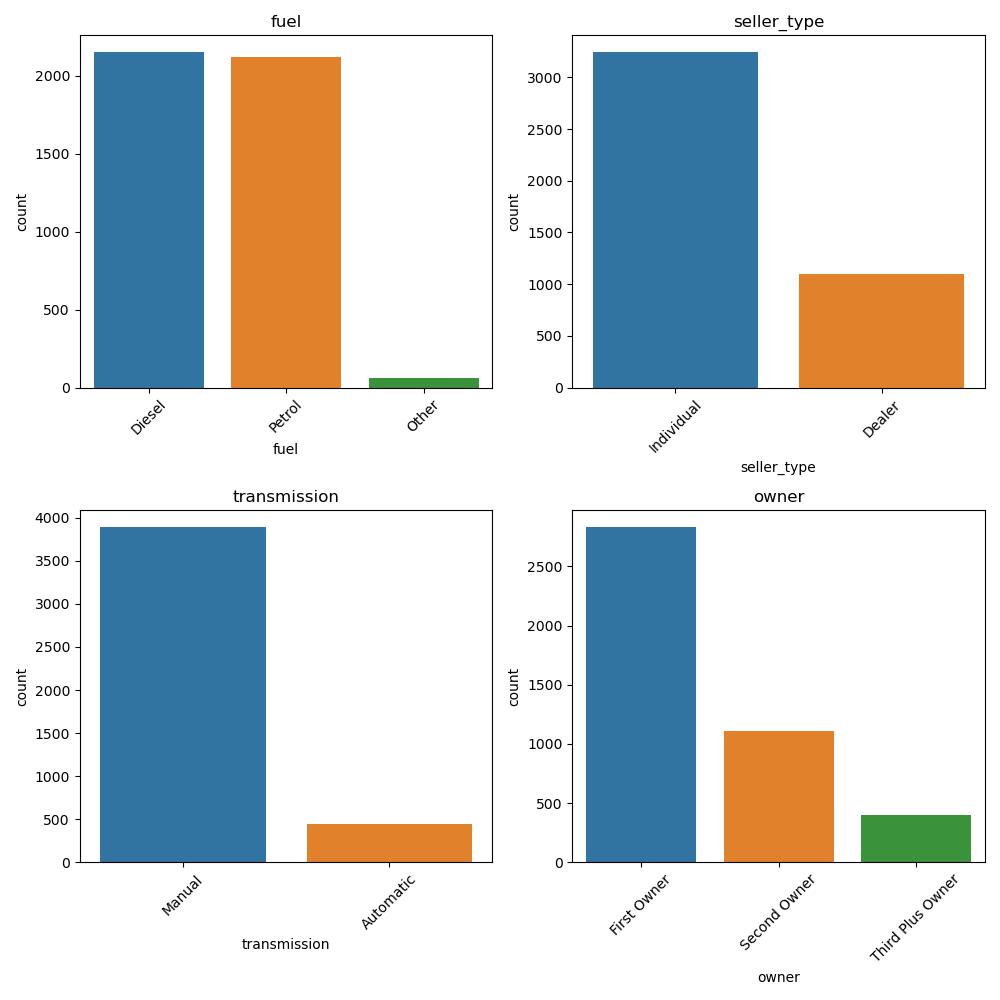 fuel
2000
1500
1000
500
0
count
Diesel
Petrol
Other
fuel
seller_type
3000
2500
2000
1500
1000
500
0
count
Individual
Dealer
seller_type
transmission
4000
3500
3000
2500
2000
1500
1000
500
0
count
Manual
Automatic
transmission
owner
2500
2000
1500
1000
500
0
count
First Owner
Second Owner
Third Plus Owner
owner